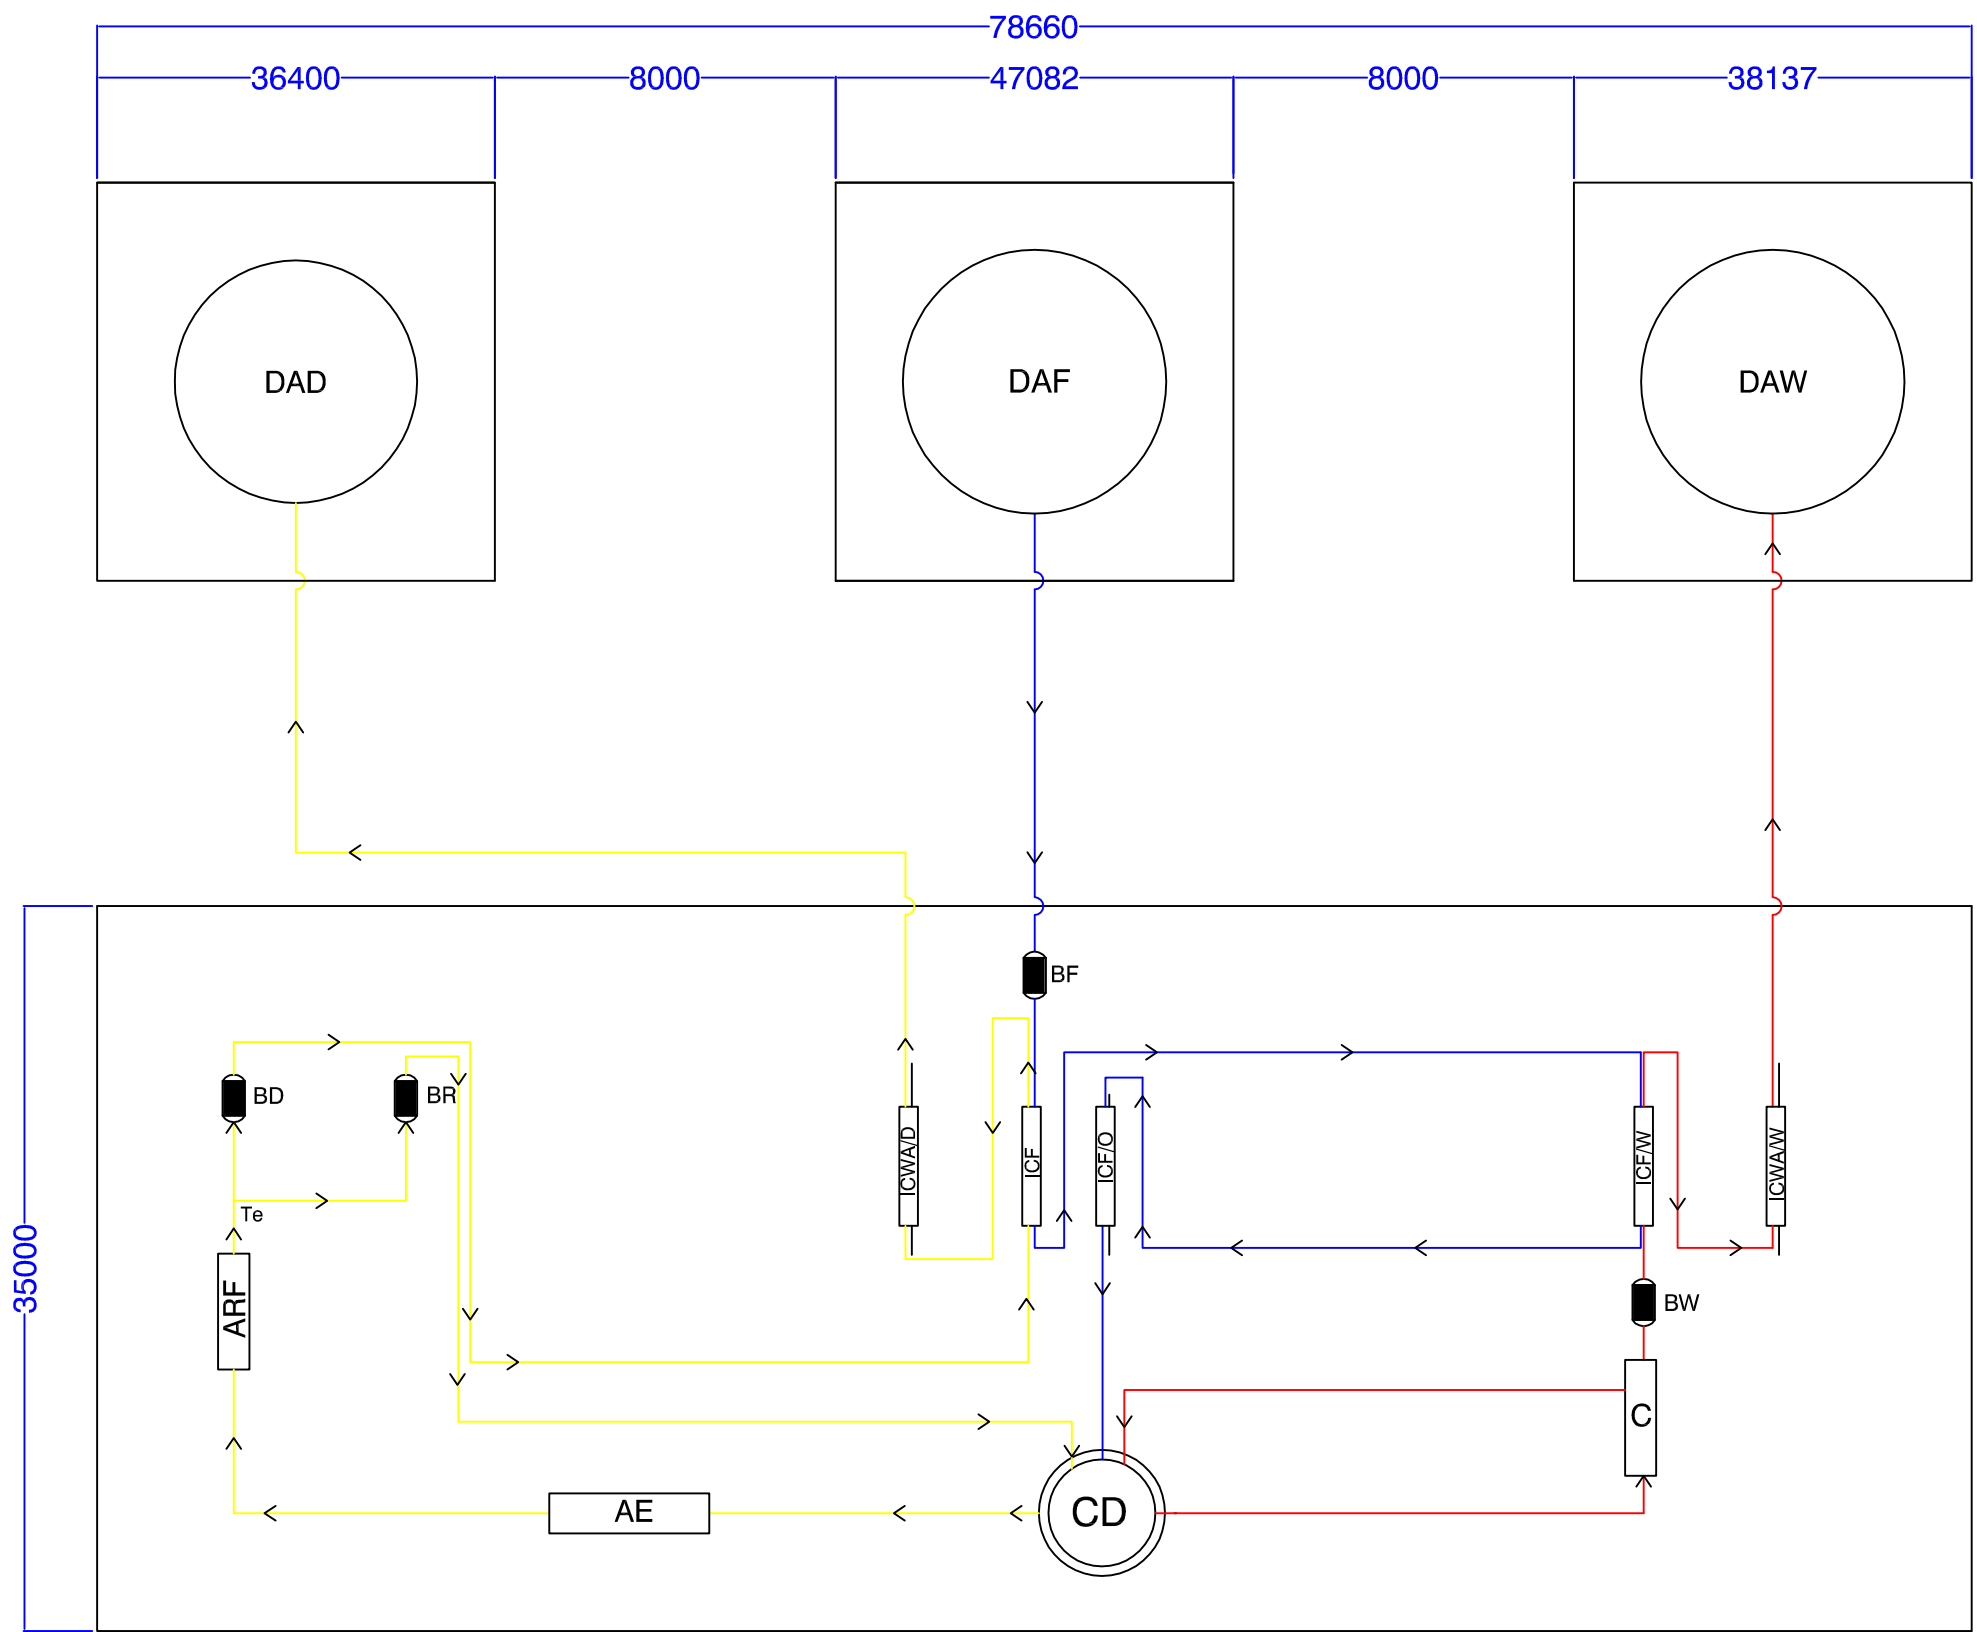 78660
36400 8000 47082 8000 38137
DAD DAF DAW
BF
BD BR
ICWA/D ICF ICF/O ICF/W ICWA/W
Te
35000
ARF
BW
C
AE CD